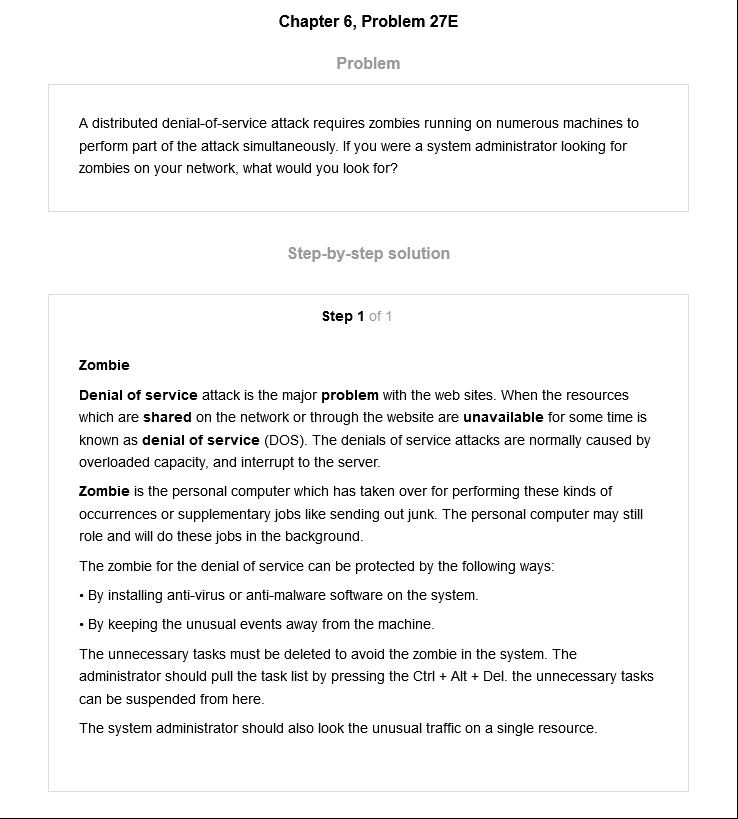 Chapter 6, Problem 27E
Problem
A distributed denial-of-service attack requires zombies running on numerous machines to
perform part of the attack simultaneously. If you were a system administrator looking for
zombies on your network, what would you look for?
Step-by-step solution
Step 1 of 1
Zombie
Denial of service attack is the major problem with the web sites. When the resources
which are shared on the network or through the website are unavailable for some time is
known as denial of service (DOS). The denials of service attacks are normally caused by
overloaded capacity, and interrupt to the server.
Zombie is the personal computer which has taken over for performing these kinds of
occurrences or supplementary jobs like sending out junk. The personal computer may still
role and will do these jobs in the background.
The zombie for the denial of service can be protected by the following ways:
• By installing anti-virus or anti-malware software on the system.
• By keeping the unusual events away from the machine.
The unnecessary tasks must be deleted to avoid the zombie in the system. The
administrator should pull the task list by pressing the Ctrl + Alt + Del. the unnecessary tasks
can be suspended from here.
The system administrator should also look the unusual traffic on a single resource.